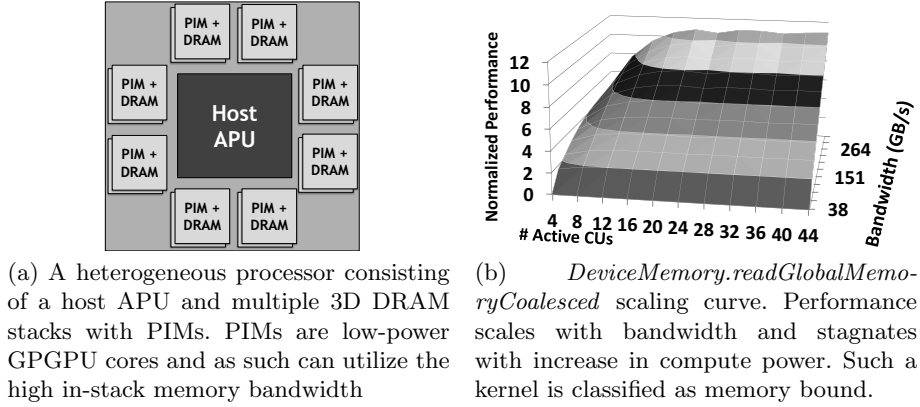 PIM +
DRAM
PIM +
DRAM
PIM +
DRAM
PIM +
DRAM
Host
APU
PIM +
DRAM
PIM +
DRAM
PIM +
DRAM
PIM +
DRAM
Normalized Performance
12
10
8
6
4
2
0
4 8 12 16 20 24 28 32 36 40 44
# Active CUs
264
151
38
Bandwidth (GB/s)
(a) A heterogeneous processor consisting
of a host APU and multiple 3D DRAM
stacks with PIMs. PIMs are low-power
GPGPU cores and as such can utilize the
high in-stack memory bandwidth
(b) DeviceMemory.readGlobalMemo-
ryCoalesced scaling curve. Performance
scales with bandwidth and stagnates
with increase in compute power. Such a
kernel is classified as memory bound.